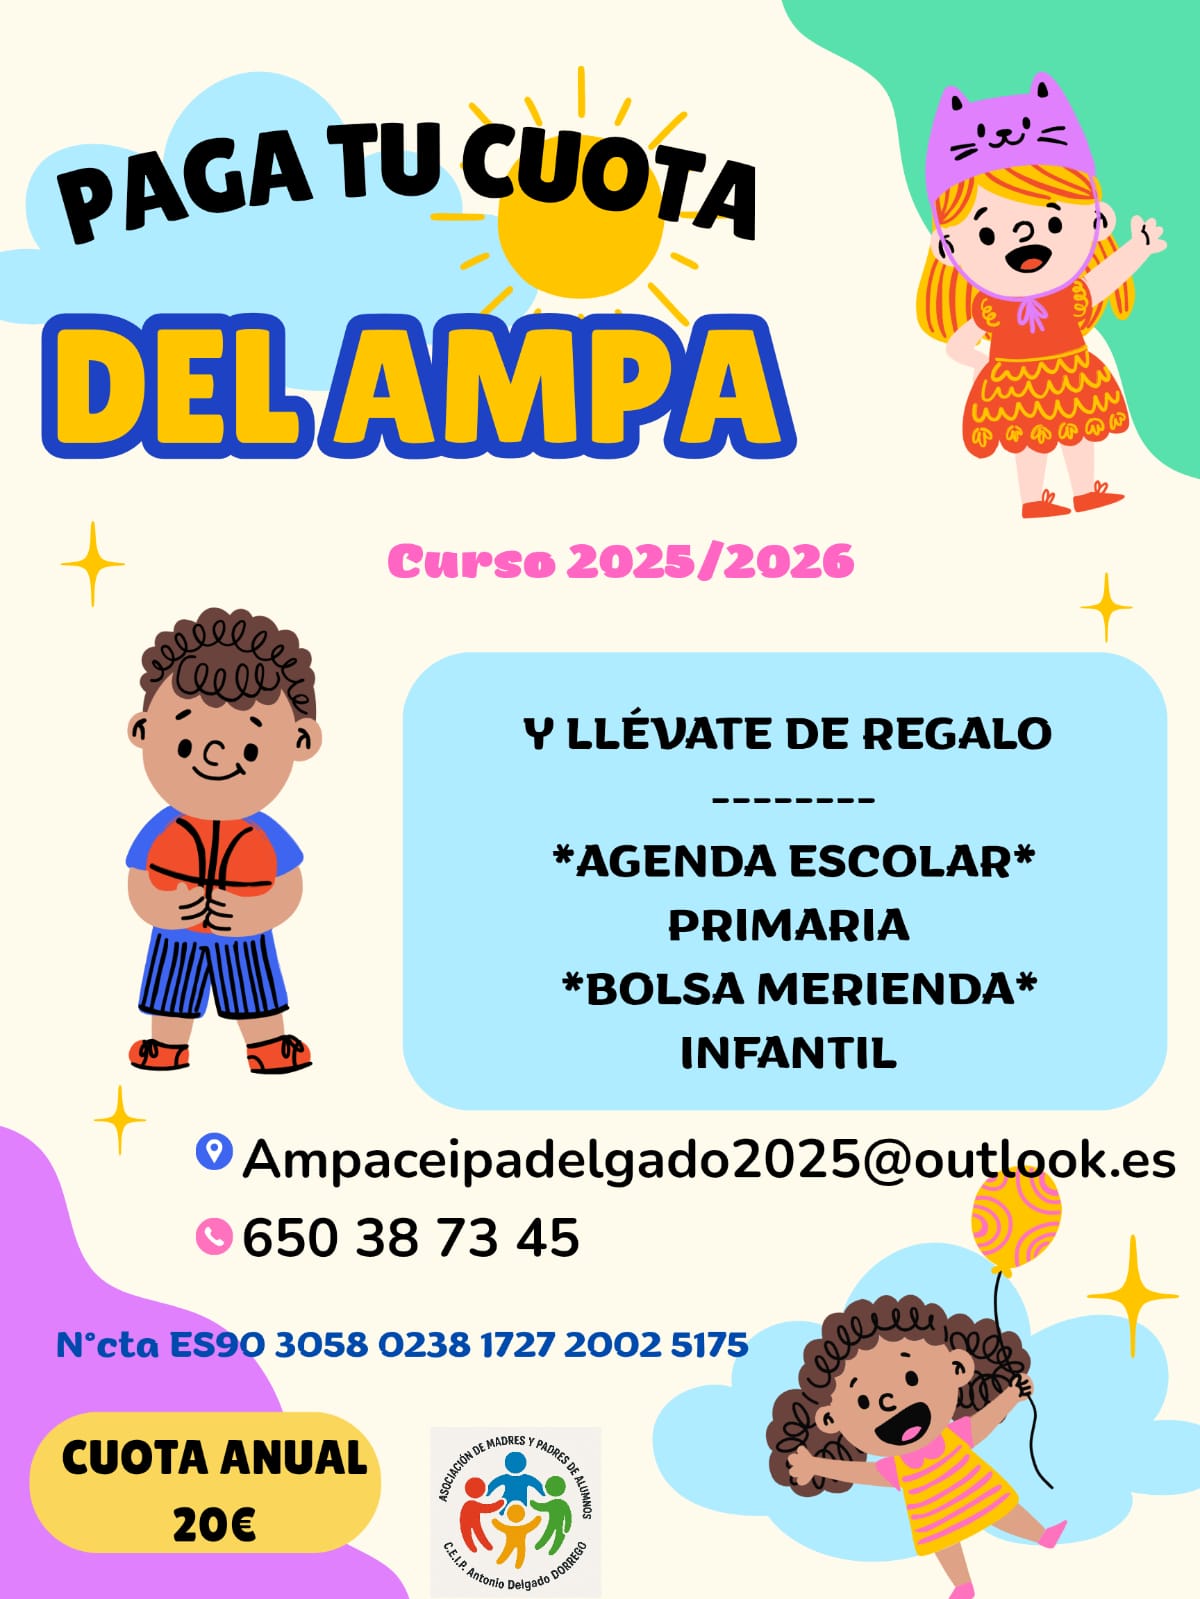 PAGA TU CUOTA
DEL AMPA
Curso 2025/2026
Y LLÉVATE DE REGALO
--------
*AGENDA ESCOLAR*
PRIMARIA
*BOLSA MERIENDA*
INFANTIL
Ampaceipadelgado2025@outlook.es
650 38 73 45
N°cta ES90 3058 0238 1727 2002 5175
CUOTA ANUAL
20€
ASOCIACIÓN DE MADRES Y PADRES DE ALUMNOS
C.E.I.P. Antonio Delgado DORREGO